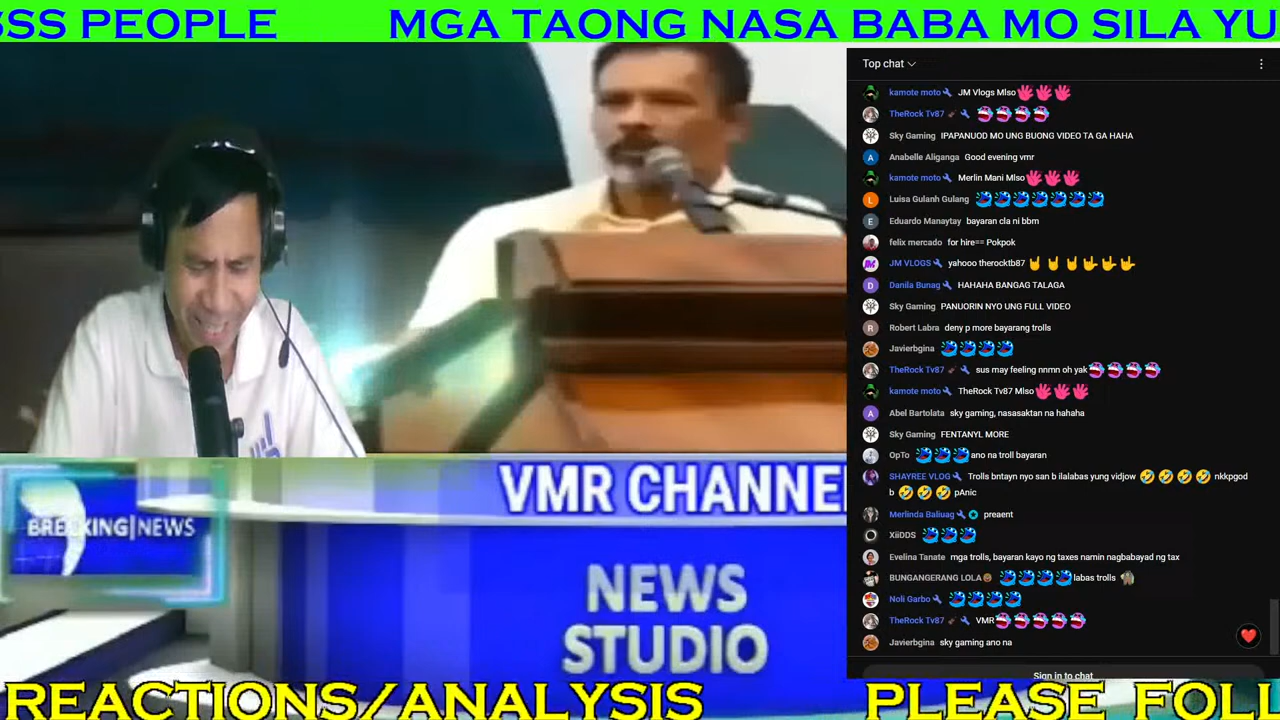 SSS PEOPLE MGA TAONG NASA BABA MO SILA YU
Top chat
kamote moto JM Vlogs Mlso
TheRock Tv87
Sky Gaming IPAPANUOD MO UNG BUONG VIDEO TA GA HAHA
Anabelle Aliganga Good evening vmr
kamote moto Merlin Mani Mlso
Luisa Gulanh Gulang
Eduardo Manaytay bayaran cla ni bbm
felix mercado for hire== Pokpok
JM VLOGS yahooo therocktb87
Danila Bunag HAHAHA BANGAG TALAGA
Sky Gaming PANUORIN NYO UNG FULL VIDEO
Robert Labra deny p more bayarang trolls
Javierbgina
TheRock Tv87 sus may feeling nnmn oh yak
kamote moto TheRock Tv87 Mlso
Abel Bartolata sky gaming, nasasaktan na hahaha
Sky Gaming FENTANYL MORE
OpTo ano na troll bayaran
SHAYREE VLOG Trolls bntayn nyo san b ilalabas yung vidjow nkkpgod
b pAnic
Merlinda Baliuag preaent
XiiDDS
Evelina Tanate mga trolls, bayaran kayo ng taxes namin nagbabayad ng tax
BUNGANGERANG LOLA labas trolls
Noli Garbo
TheRock Tv87 VMR
Javierbgina sky gaming ano na
Sign in to chat
VMR CHANNE
BREAKING|NEWS
NEWS
STUDIO
REACTIONS/ANALYSIS PLEASE FOLL